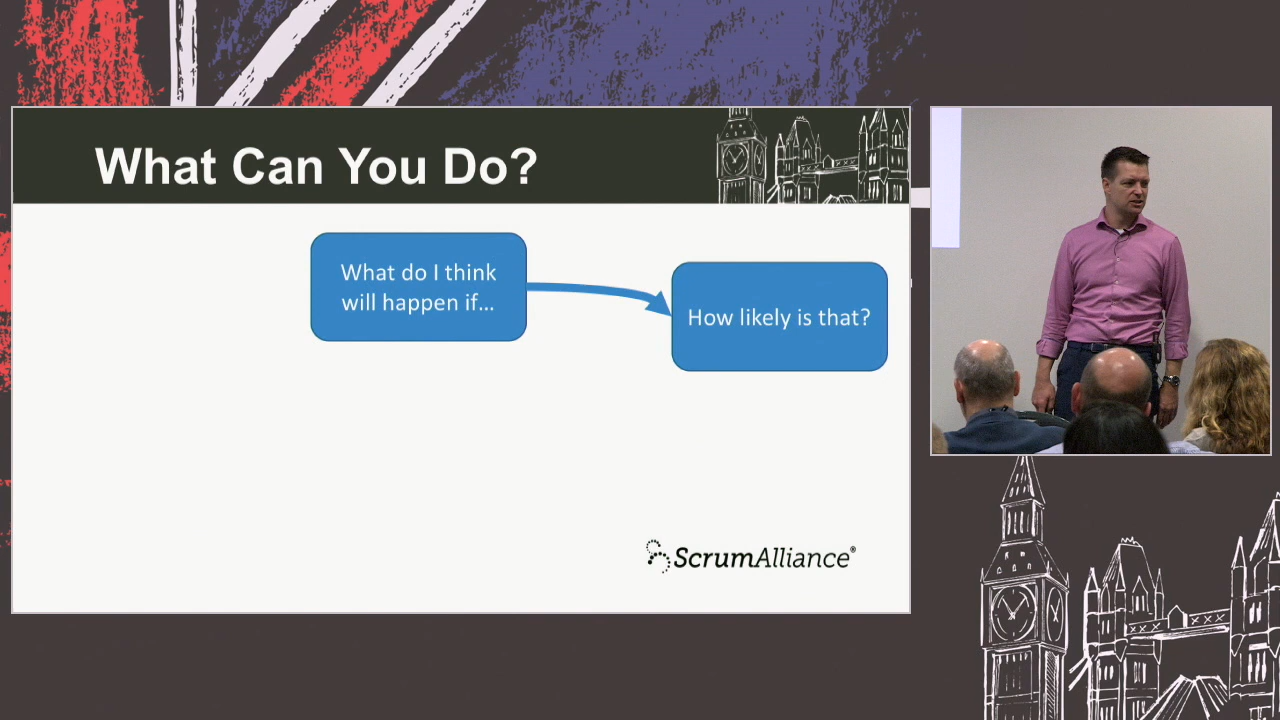 What Can You Do?
What do I think
will happen if...
How likely is that?
ScrumAlliance®